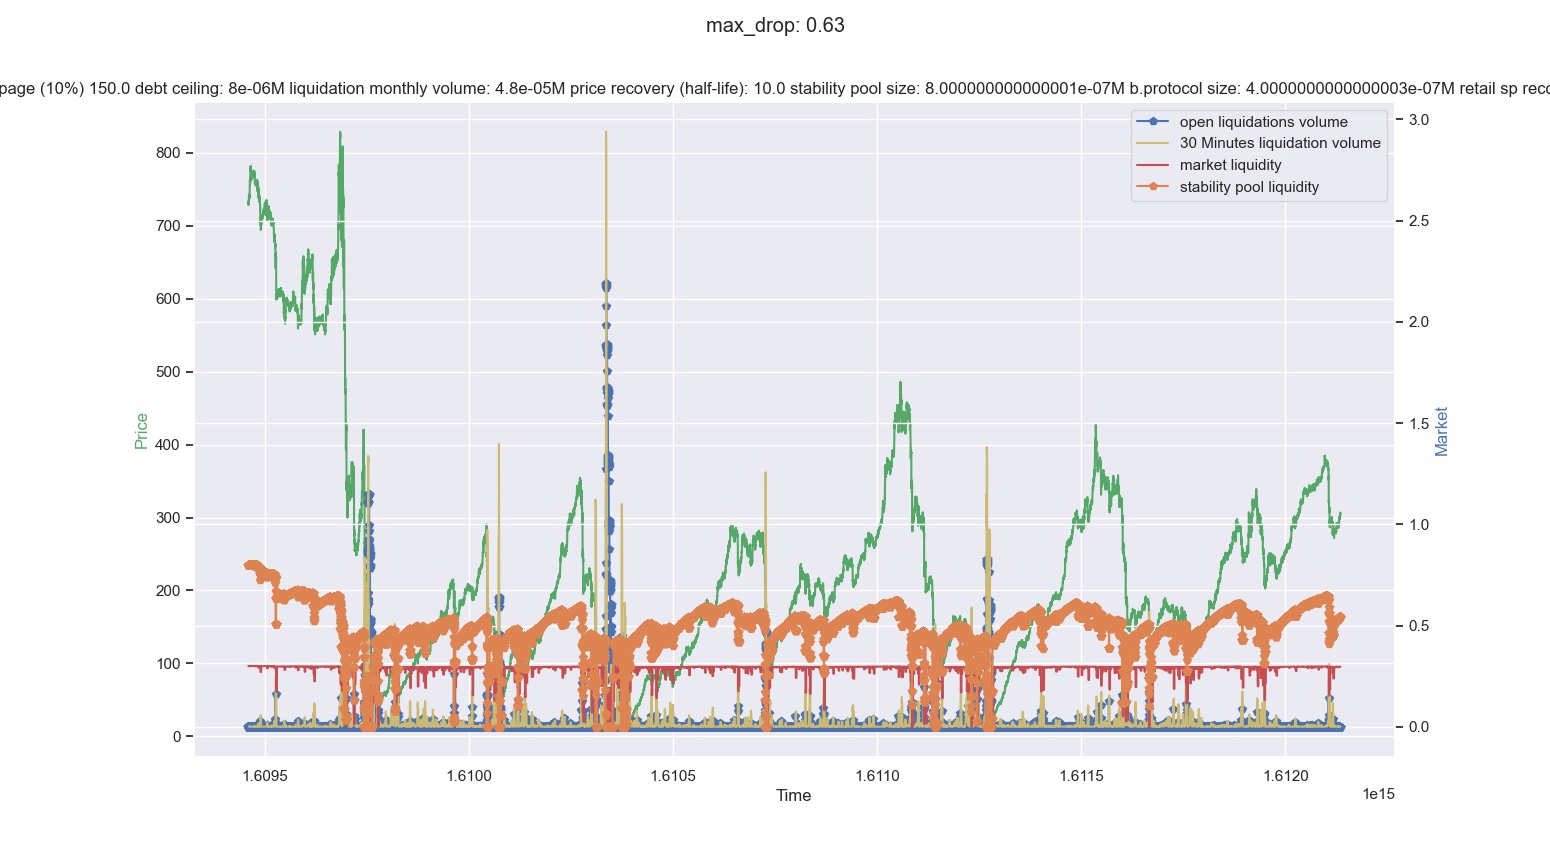 max_drop: 0.63
page (10%) 150.0 debt ceiling: 8e-06M liquidation monthly volume: 4.8e-05M price recovery (half-life): 10.0 stability pool size: 8.000000000000001e-07M b.protocol size: 4.0000000000000003e-07M retail sp reco
open liquidations volume
30 Minutes liquidation volume
market liquidity
stability pool liquidity
800
700
600
500
400
300
200
100
0
Price
3.0
2.5
2.0
1.5
1.0
0.5
0.0
Market
1.6095 1.6100 1.6105 1.6110 1.6115 1.6120
1e15
Time